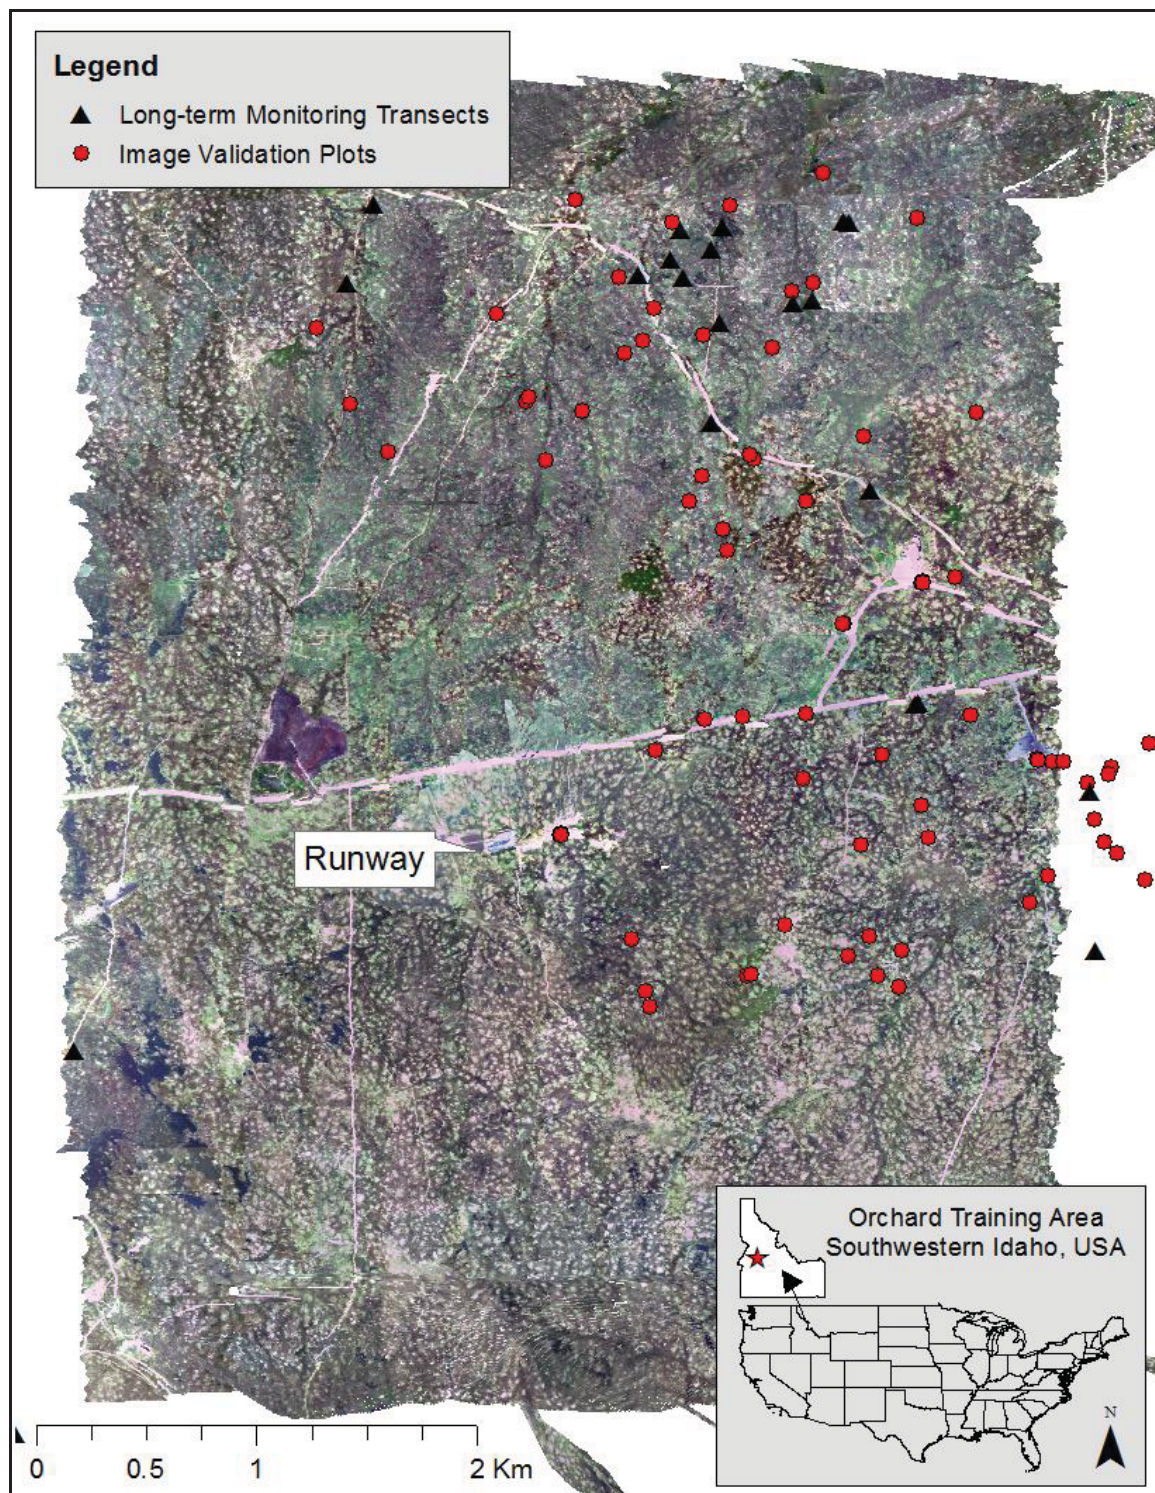 Legend
Long-term Monitoring Transects
Image Validation Plots
Runway
Orchard Training Area
Southwestern Idaho, USA
N
0 0.5 1 2 Km